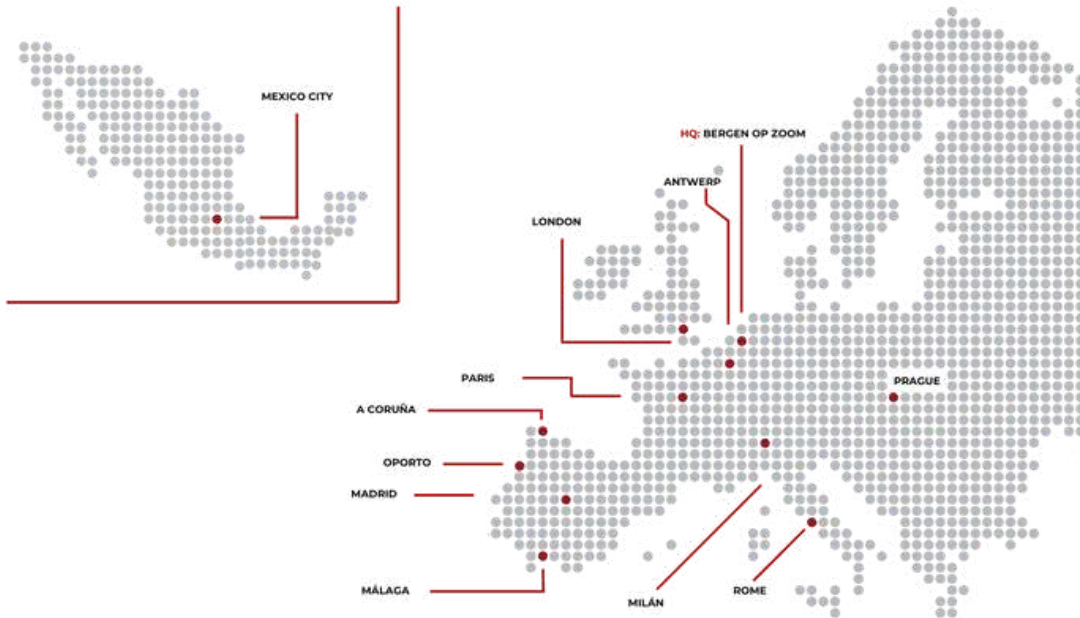 MEXICO CITY
HQ: BERGEN OP ZOOM
ANTWERP
LONDON
PARIS
PRAGUE
A CORUÑA
OPORTO
MADRID
MÁLAGA
MILÁN
ROME